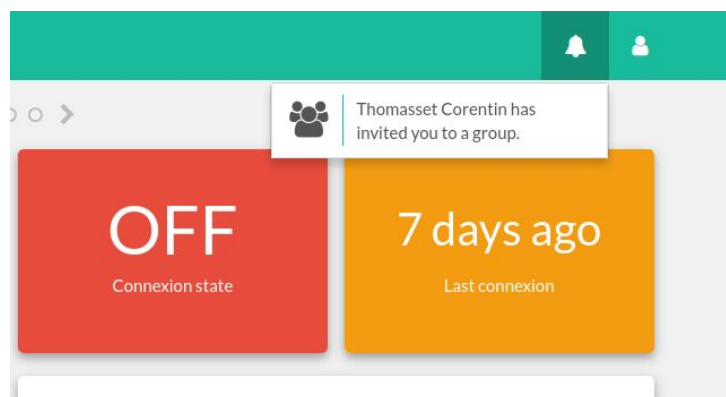 Thomasset Corentin has
invited you to a group.
OFF
Connexion state
7 days ago
Last connexion